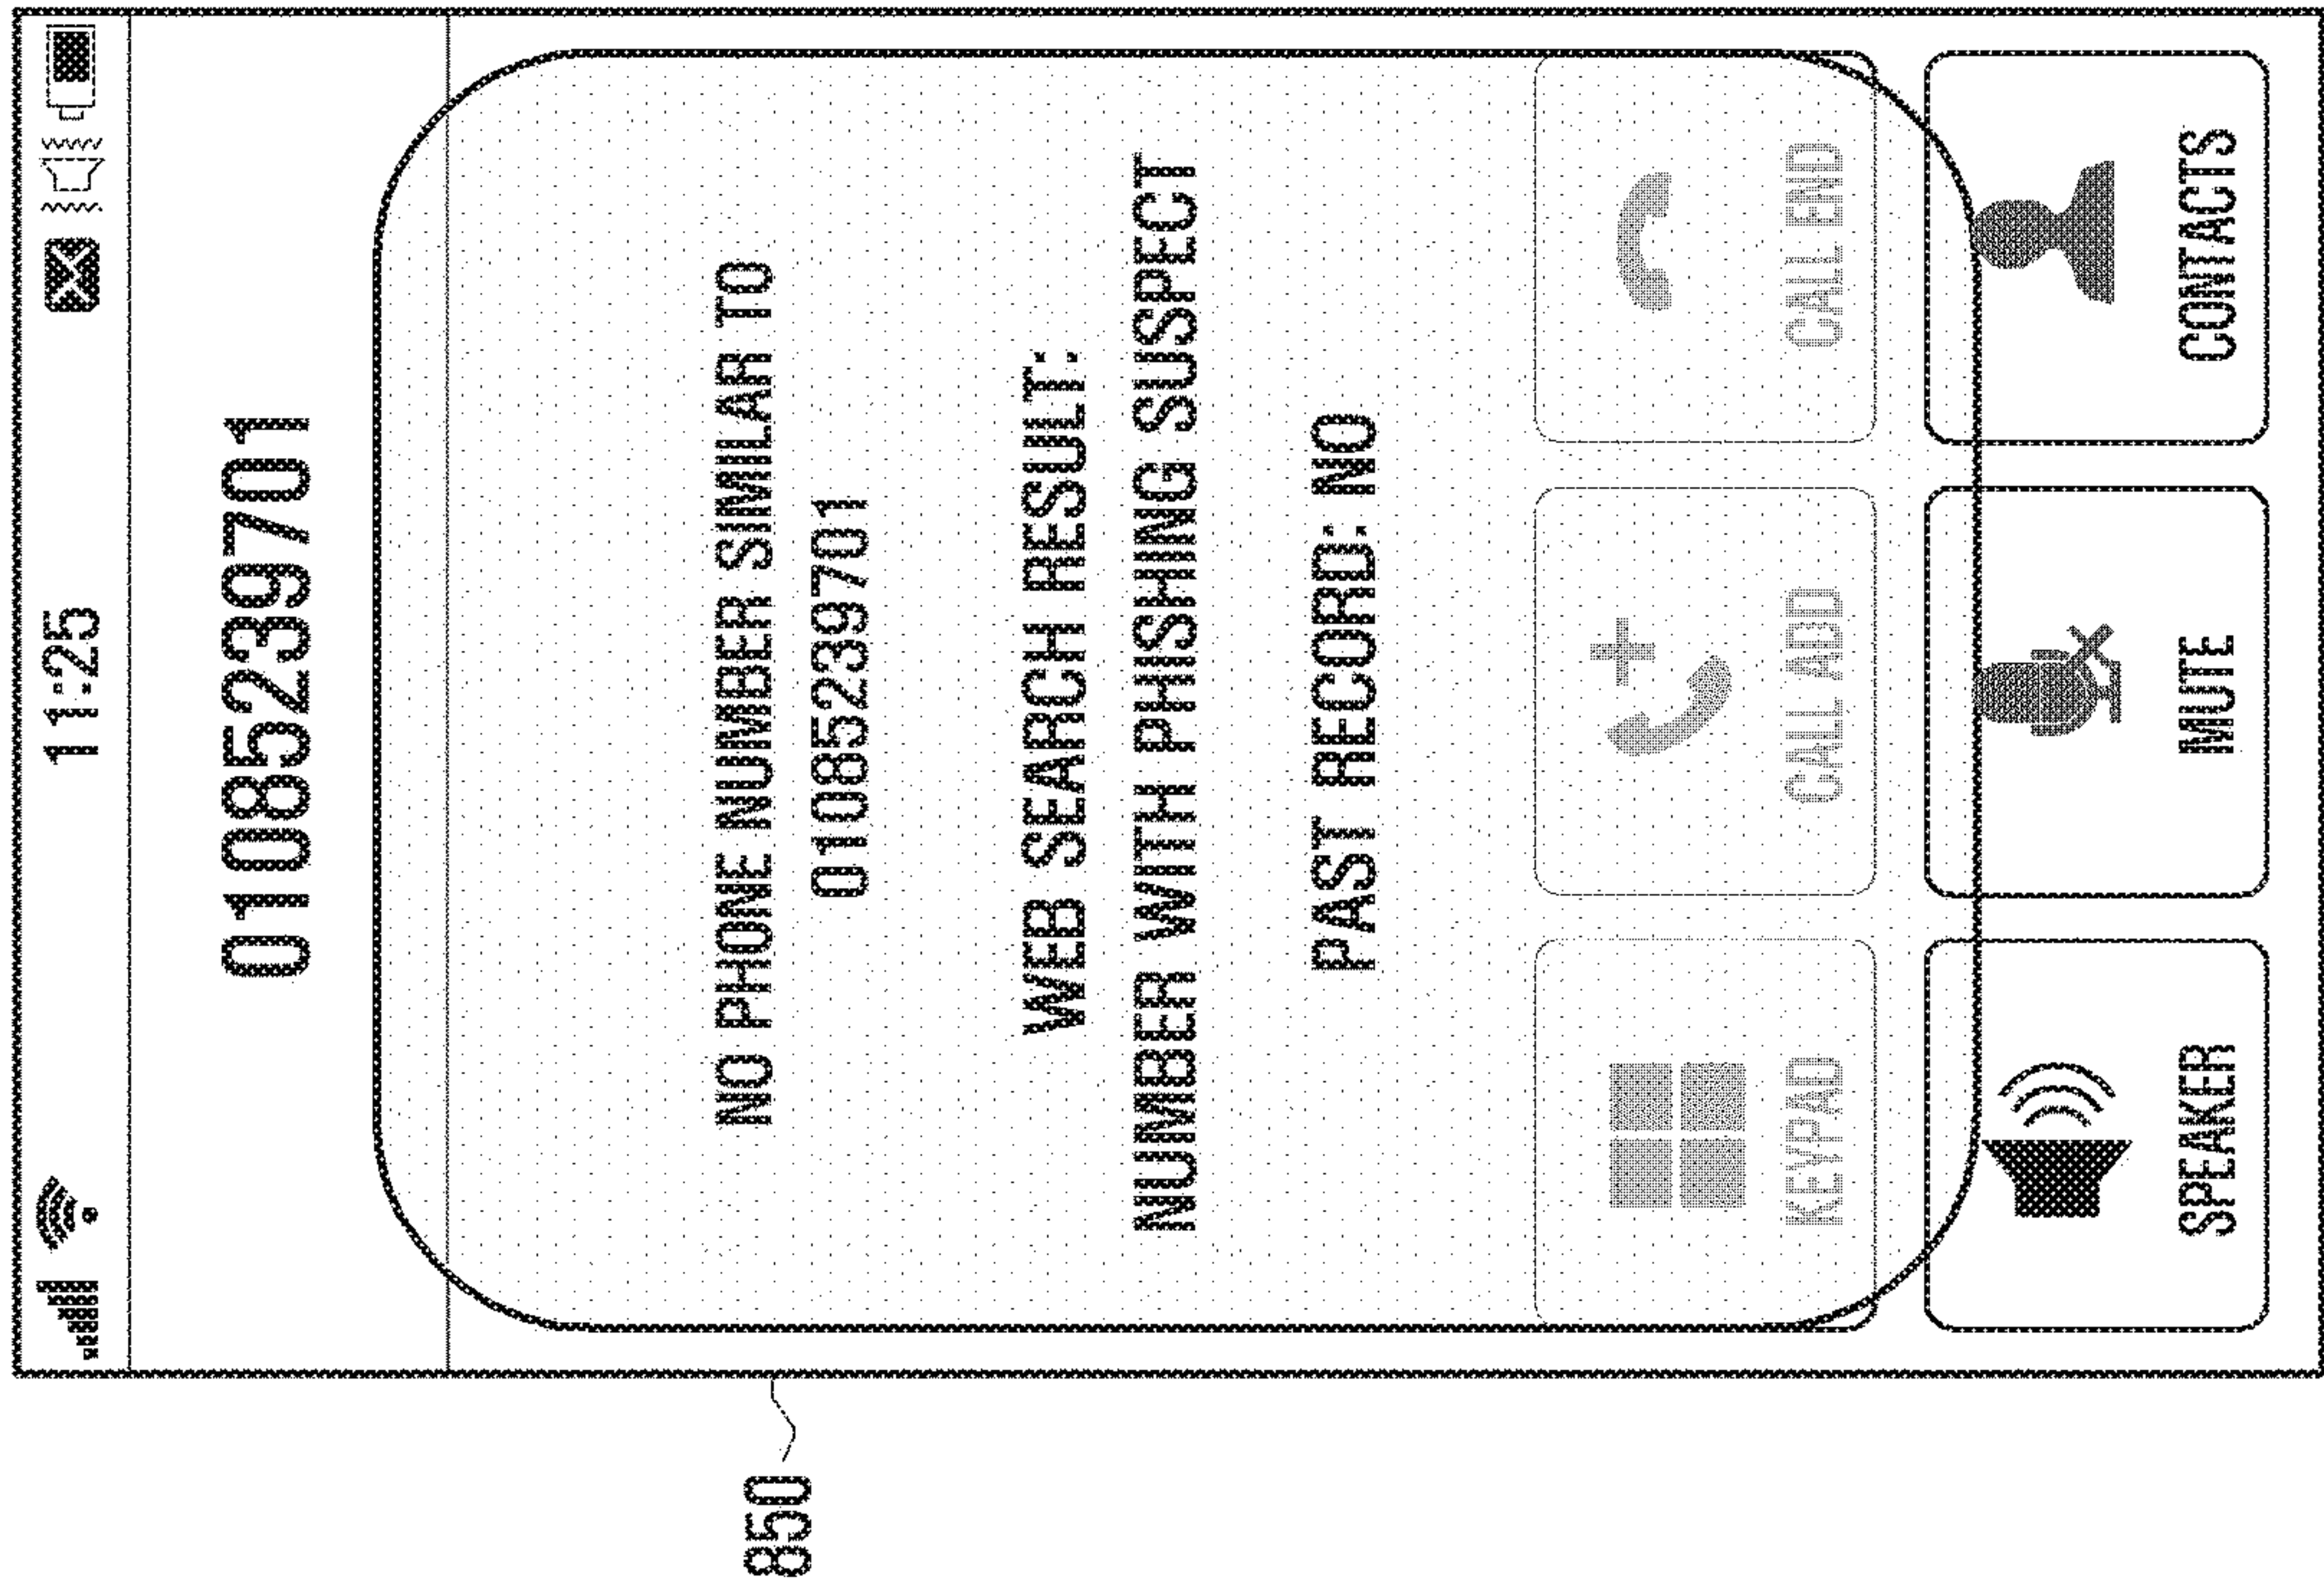 11:25
01085239701
NO PHONE NUMBER SIMILAR TO
01085239701
WEB SEARCH RESULT:
NUMBER WITH PHISHING SUSPECT
PAST RECORD: NO
KEYPAD
CALL ADD
CALL END
SPEAKER
MUTE
CONTACTS
850